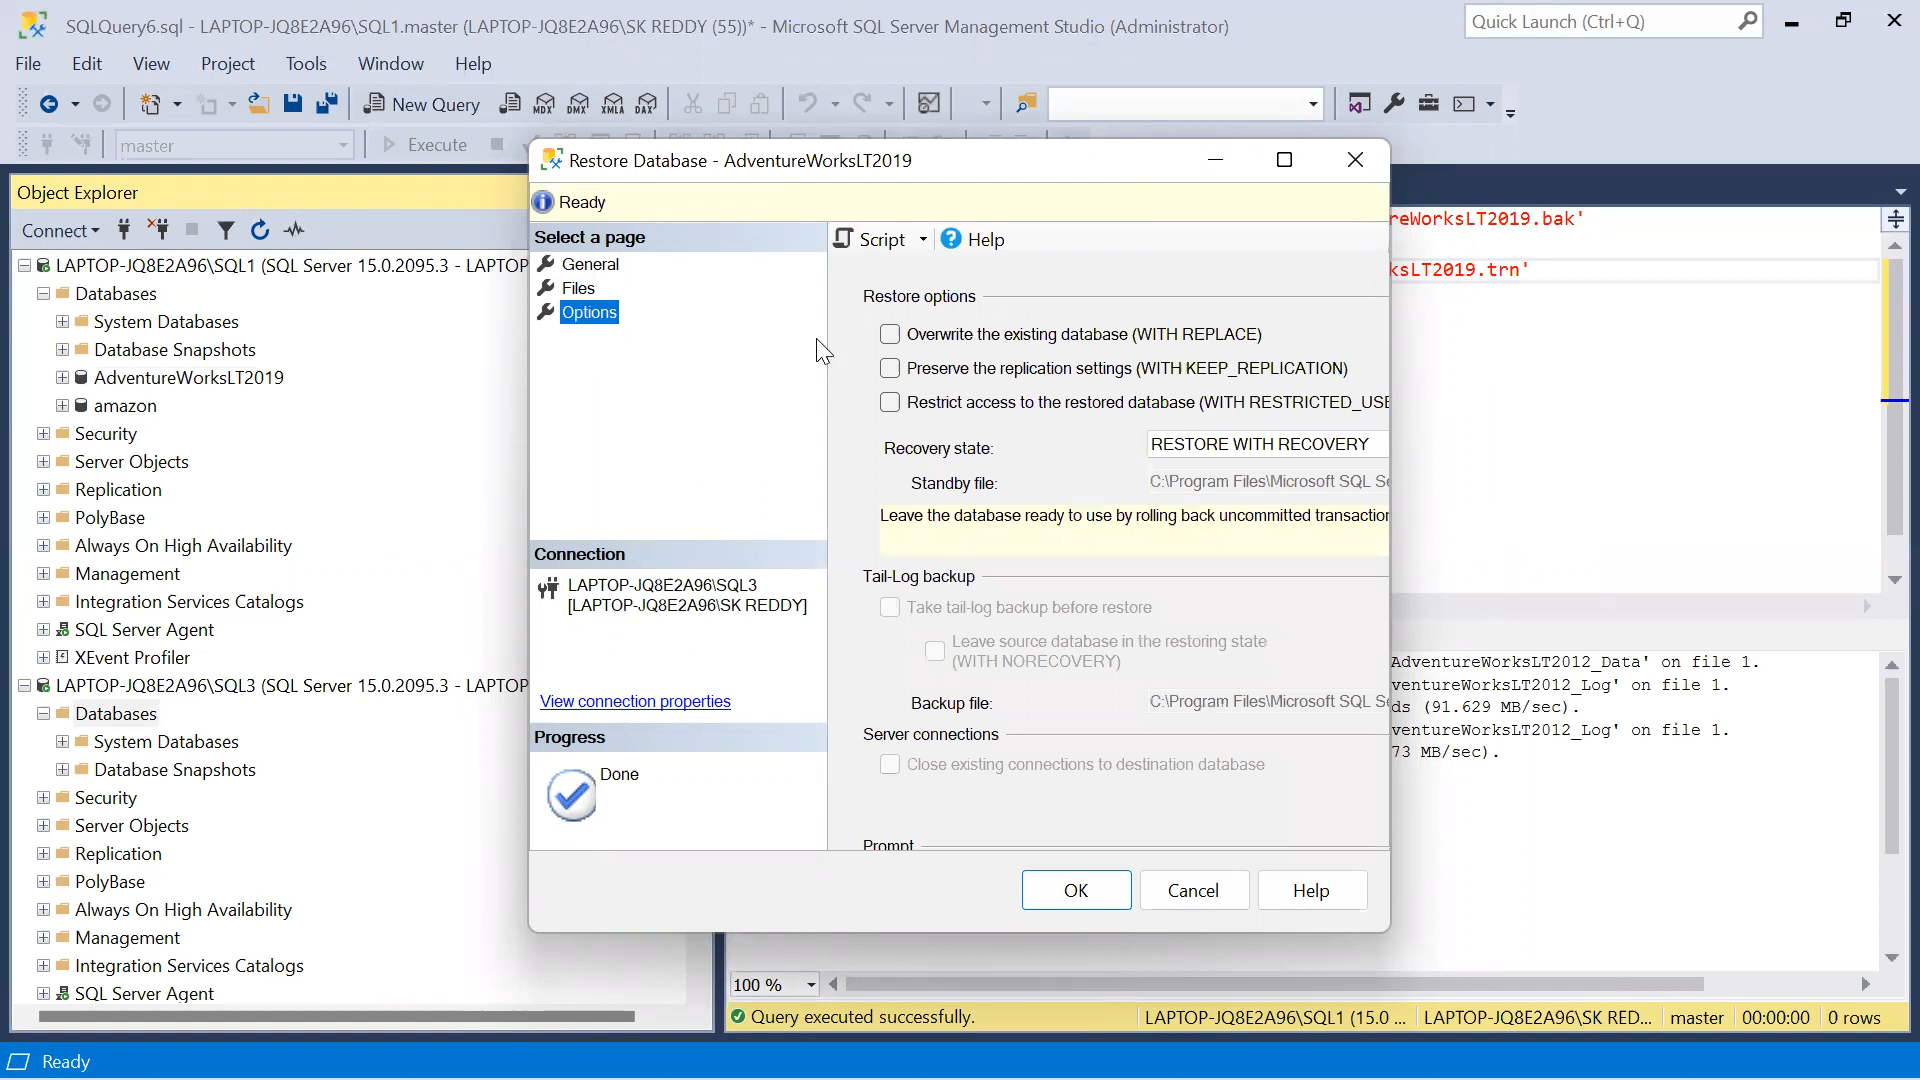 SQLQuery6.sql - LAPTOP-JQ8E2A96\SQL1.master (LAPTOP-JQ8E2A96\SK REDDY (55))* - Microsoft SQL Server Management Studio (Administrator)
Quick Launch (Ctrl+Q)
File Edit View Project Tools Window Help
New Query
MDX DMX XMLA DAX
master
Execute
Restore Database - AdventureWorksLT2019
Ready
Object Explorer
Connect
LAPTOP-JQ8E2A96\SQL1 (SQL Server 15.0.2095.3 - LAPTOP
Databases
System Databases
Database Snapshots
AdventureWorksLT2019
amazon
Security
Server Objects
Replication
PolyBase
Always On High Availability
Management
Integration Services Catalogs
SQL Server Agent
XEvent Profiler
LAPTOP-JQ8E2A96\SQL3 (SQL Server 15.0.2095.3 - LAPTOP
Databases
System Databases
Database Snapshots
Security
Server Objects
Replication
PolyBase
Always On High Availability
Management
Integration Services Catalogs
SQL Server Agent
Select a page
General
Files
Options
Connection
LAPTOP-JQ8E2A96\SQL3
[LAPTOP-JQ8E2A96\SK REDDY]
View connection properties
Progress
Done
Script Help
Restore options
Overwrite the existing database (WITH REPLACE)
Preserve the replication settings (WITH KEEP_REPLICATION)
Restrict access to the restored database (WITH RESTRICTED_USE
Recovery state: RESTORE WITH RECOVERY
Standby file: C:\Program Files\Microsoft SQL Se
Leave the database ready to use by rolling back uncommitted transaction
Tail-Log backup
Take tail-log backup before restore
Leave source database in the restoring state
(WITH NORECOVERY)
Backup file: C:\Program Files\Microsoft SQL Se
Server connections
Close existing connections to destination database
Prompt
OK Cancel Help
reWorksLT2019.bak'
ksLT2019.trn'
AdventureWorksLT2012_Data' on file 1.
ventureWorksLT2012_Log' on file 1.
ds (91.629 MB/sec).
ventureWorksLT2012_Log' on file 1.
73 MB/sec).
100 %
Query executed successfully. LAPTOP-JQ8E2A96\SQL1 (15.0 ... LAPTOP-JQ8E2A96\SK RED... master 00:00:00 0 rows
Ready